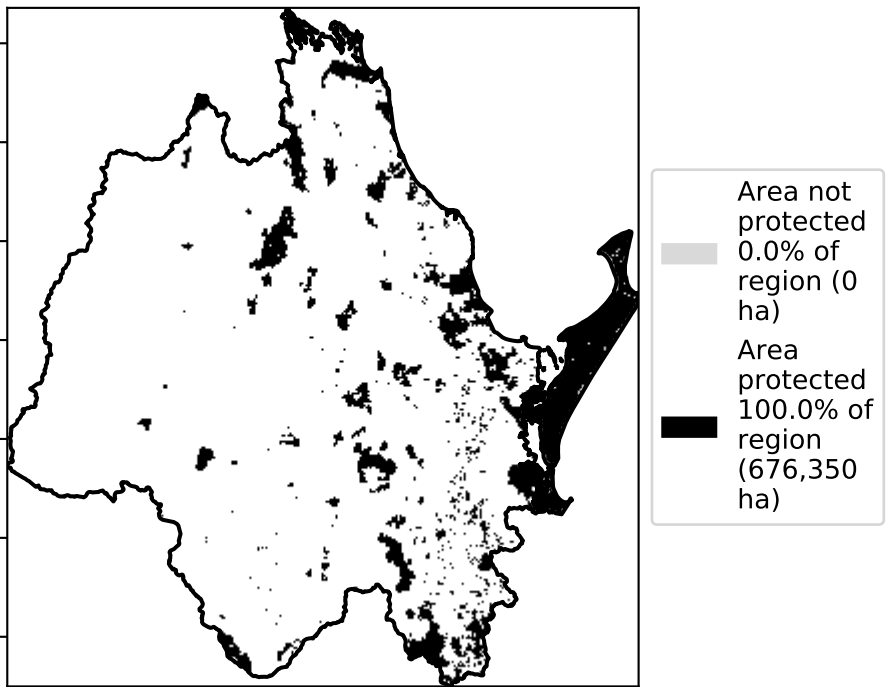 Area not
protected
0.0% of
region (0
ha)
Area
protected
100.0% of
region
(676,350
ha)